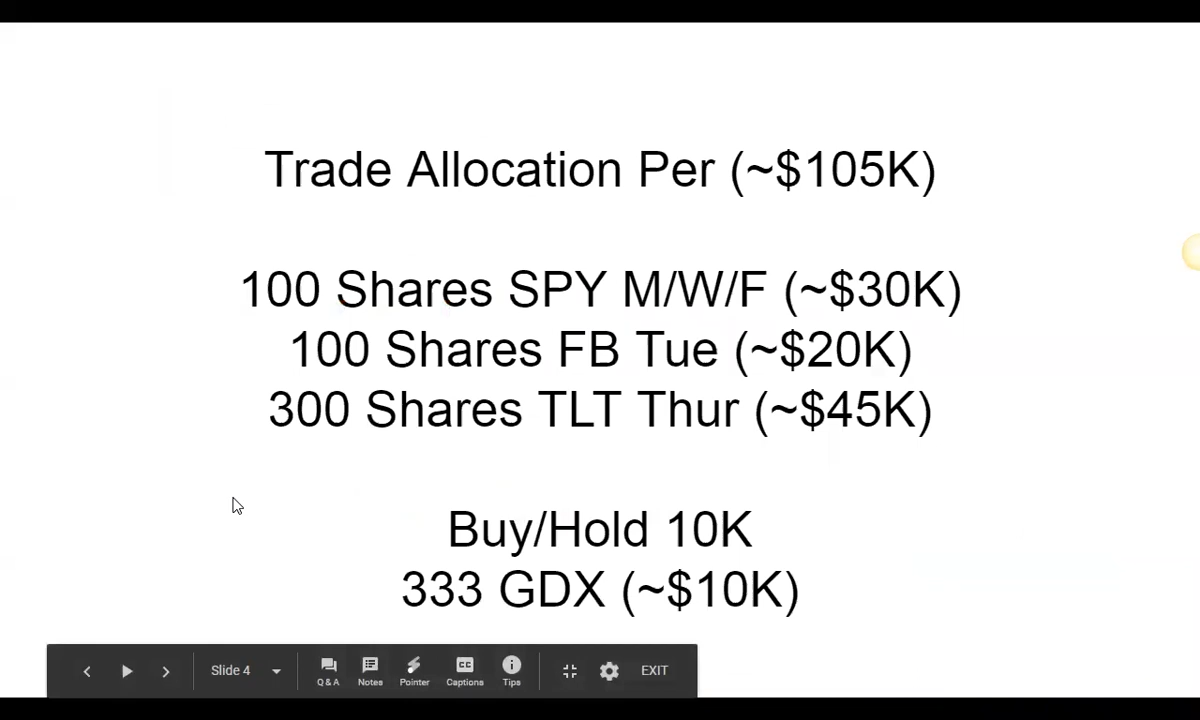 Trade Allocation Per (~$105K)
100 Shares SPY M/W/F (~$30K)
100 Shares FB Tue (~$20K)
300 Shares TLT Thur (~$45K)
Buy/Hold 10K
333 GDX (~$10K)
Slide 4
Q & A
Notes
Pointer
CC
Captions
Tips
EXIT